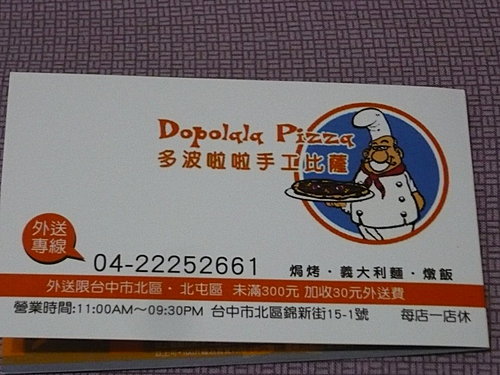 Dopolala Pizza
多波啦啦手工比薩
外送
專線
04-22252661
焗烤·義大利麵·燉飯
外送限台中市北區·北屯區 未滿300元 加收30元外送費
營業時間:11:00AM～09:30PM 台中市北區錦新街15-1號 每店一店休